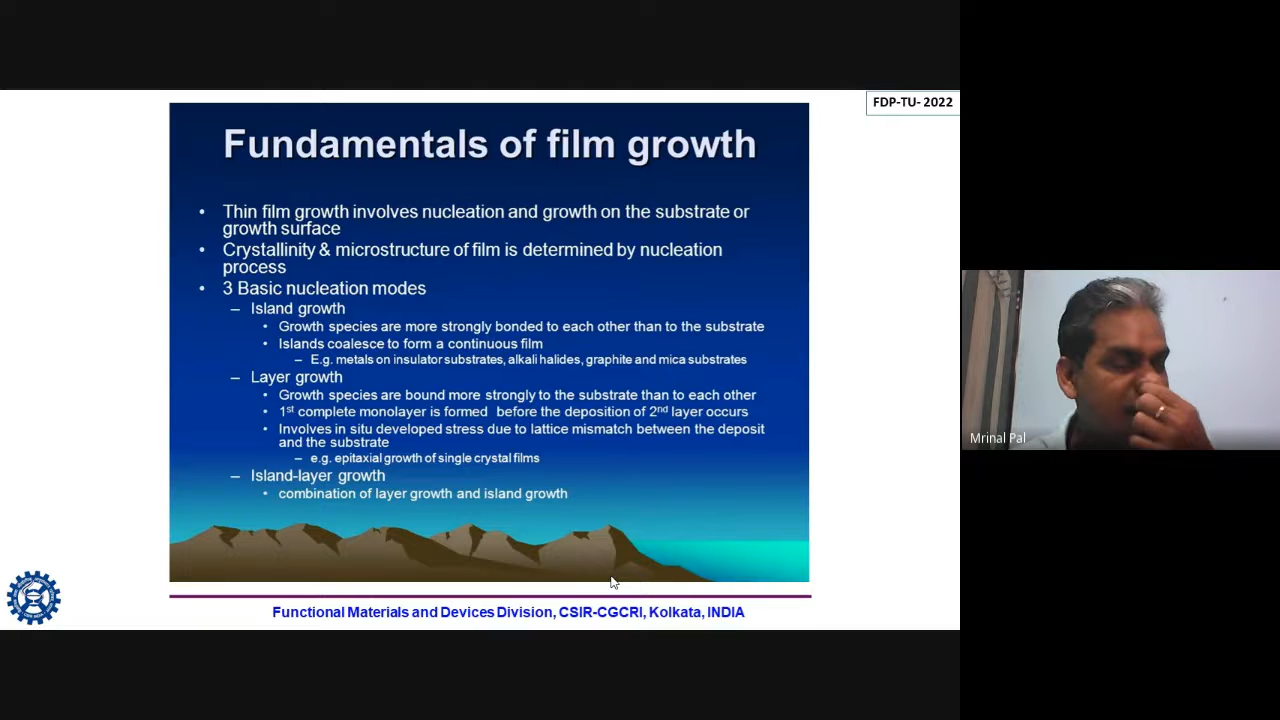 FDP-TU- 2022
Fundamentals of film growth
• Thin film growth involves nucleation and growth on the substrate or
growth surface
• Crystallinity & microstructure of film is determined by nucleation
process
• 3 Basic nucleation modes
– Island growth
• Growth species are more strongly bonded to each other than to the substrate
• Islands coalesce to form a continuous film
– E.g. metals on insulator substrates, alkali halides, graphite and mica substrates
– Layer growth
• Growth species are bound more strongly to the substrate than to each other
• 1st complete monolayer is formed before the deposition of 2nd layer occurs
• Involves in situ developed stress due to lattice mismatch between the deposit
and the substrate
– e.g. epitaxial growth of single crystal films
– Island-layer growth
• combination of layer growth and island growth
Functional Materials and Devices Division, CSIR-CGCRI, Kolkata, INDIA
Mrinal Pal